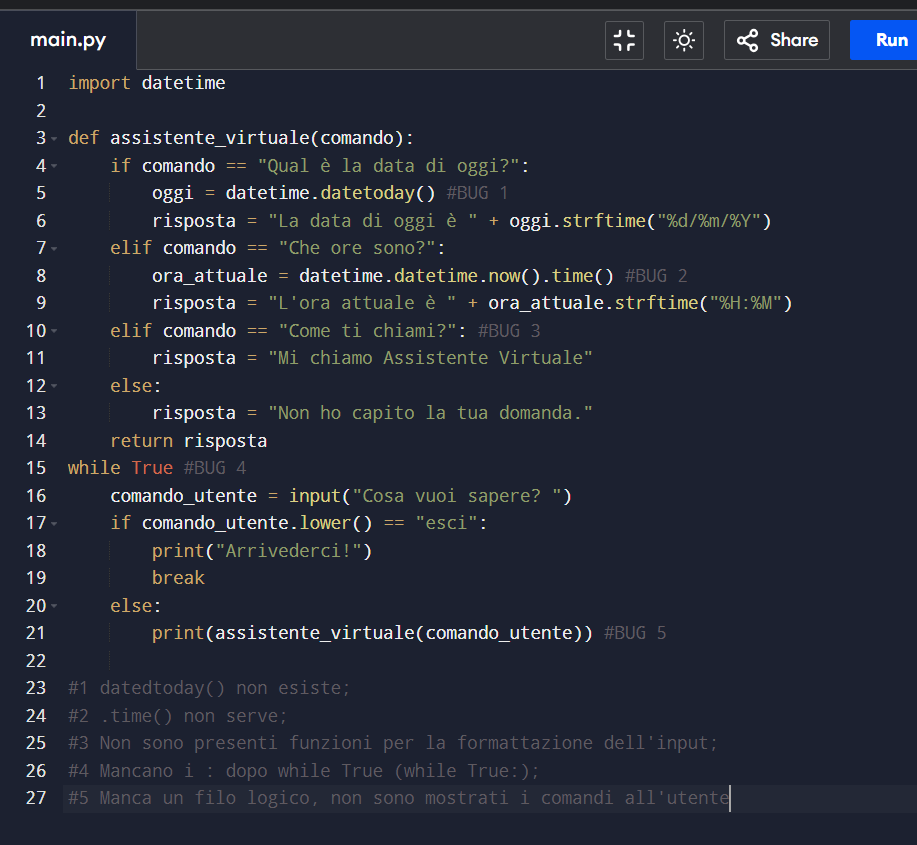 main.py
Share
Run
1 import datetime
2
3 def assistente_virtuale(comando):
4     if comando == "Qual è la data di oggi?":
5         oggi = datetime.datetoday() #BUG 1
6         risposta = "La data di oggi è " + oggi.strftime("%d/%m/%Y")
7     elif comando == "Che ore sono?":
8         ora_attuale = datetime.datetime.now().time() #BUG 2
9         risposta = "L'ora attuale è " + ora_attuale.strftime("%H:%M")
10     elif comando == "Come ti chiami?": #BUG 3
11         risposta = "Mi chiamo Assistente Virtuale"
12     else:
13         risposta = "Non ho capito la tua domanda."
14     return risposta
15 while True #BUG 4
16     comando_utente = input("Cosa vuoi sapere? ")
17     if comando_utente.lower() == "esci":
18         print("Arrivederci!")
19         break
20     else:
21         print(assistente_virtuale(comando_utente)) #BUG 5
22
23 #1 datedtoday() non esiste;
24 #2 .time() non serve;
25 #3 Non sono presenti funzioni per la formattazione dell'input;
26 #4 Mancano i : dopo while True (while True:);
27 #5 Manca un filo logico, non sono mostrati i comandi all'utente